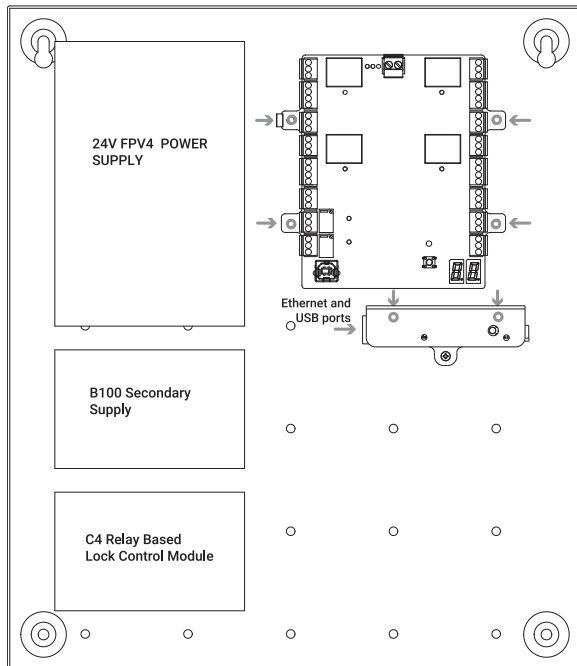 24V FPV4 POWER
SUPPLY
Ethernet and
USB ports
B100 Secondary
Supply
C4 Relay Based
Lock Control Module